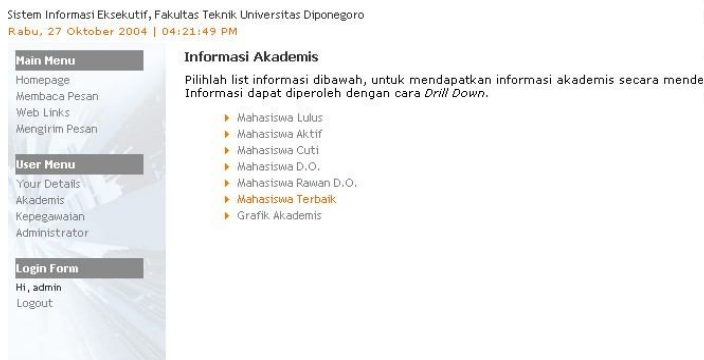 Sistem Informasi Eksekutif, Fakultas Teknik Universitas Diponegoro
Rabu, 27 Oktober 2004 | 04:21:49 PM
Main Menu
Homepage
Membaca Pesan
Web Links
Mengirim Pesan
User Menu
Your Details
Akademis
Kepegawaian
Administrator
Login Form
Hi, admin
Logout
Informasi Akademis
Pilihlah list informasi dibawah, untuk mendapatkan informasi akademis secara mende
Informasi dapat diperoleh dengan cara Drill Down.
Mahasiswa Lulus
Mahasiswa Aktif
Mahasiswa Cuti
Mahasiswa D.O.
Mahasiswa Rawan D.O.
Mahasiswa Terbaik
Grafik Akademis